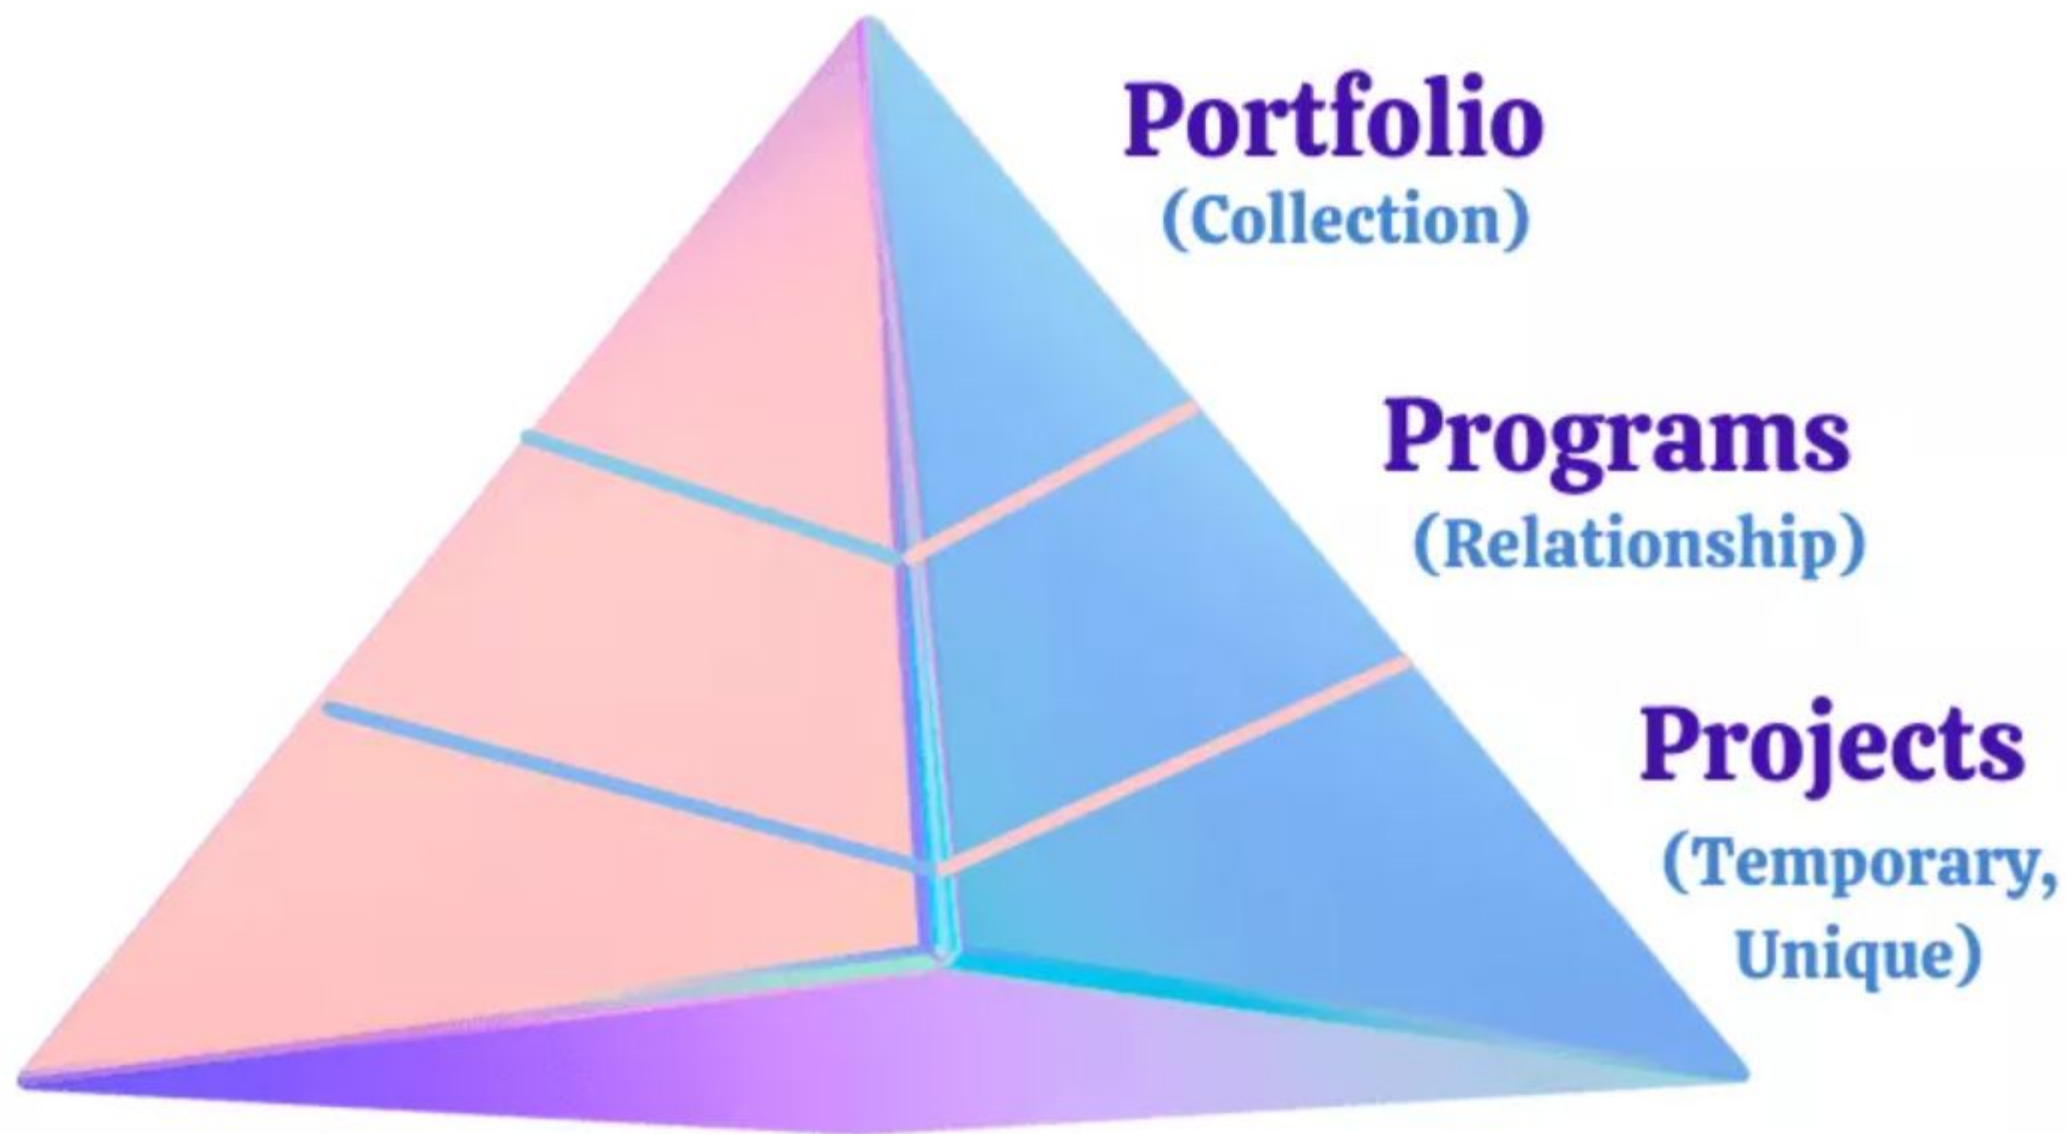 Portfolio
(Collection)
Programs
(Relationship)
Projects
(Temporary,
Unique)